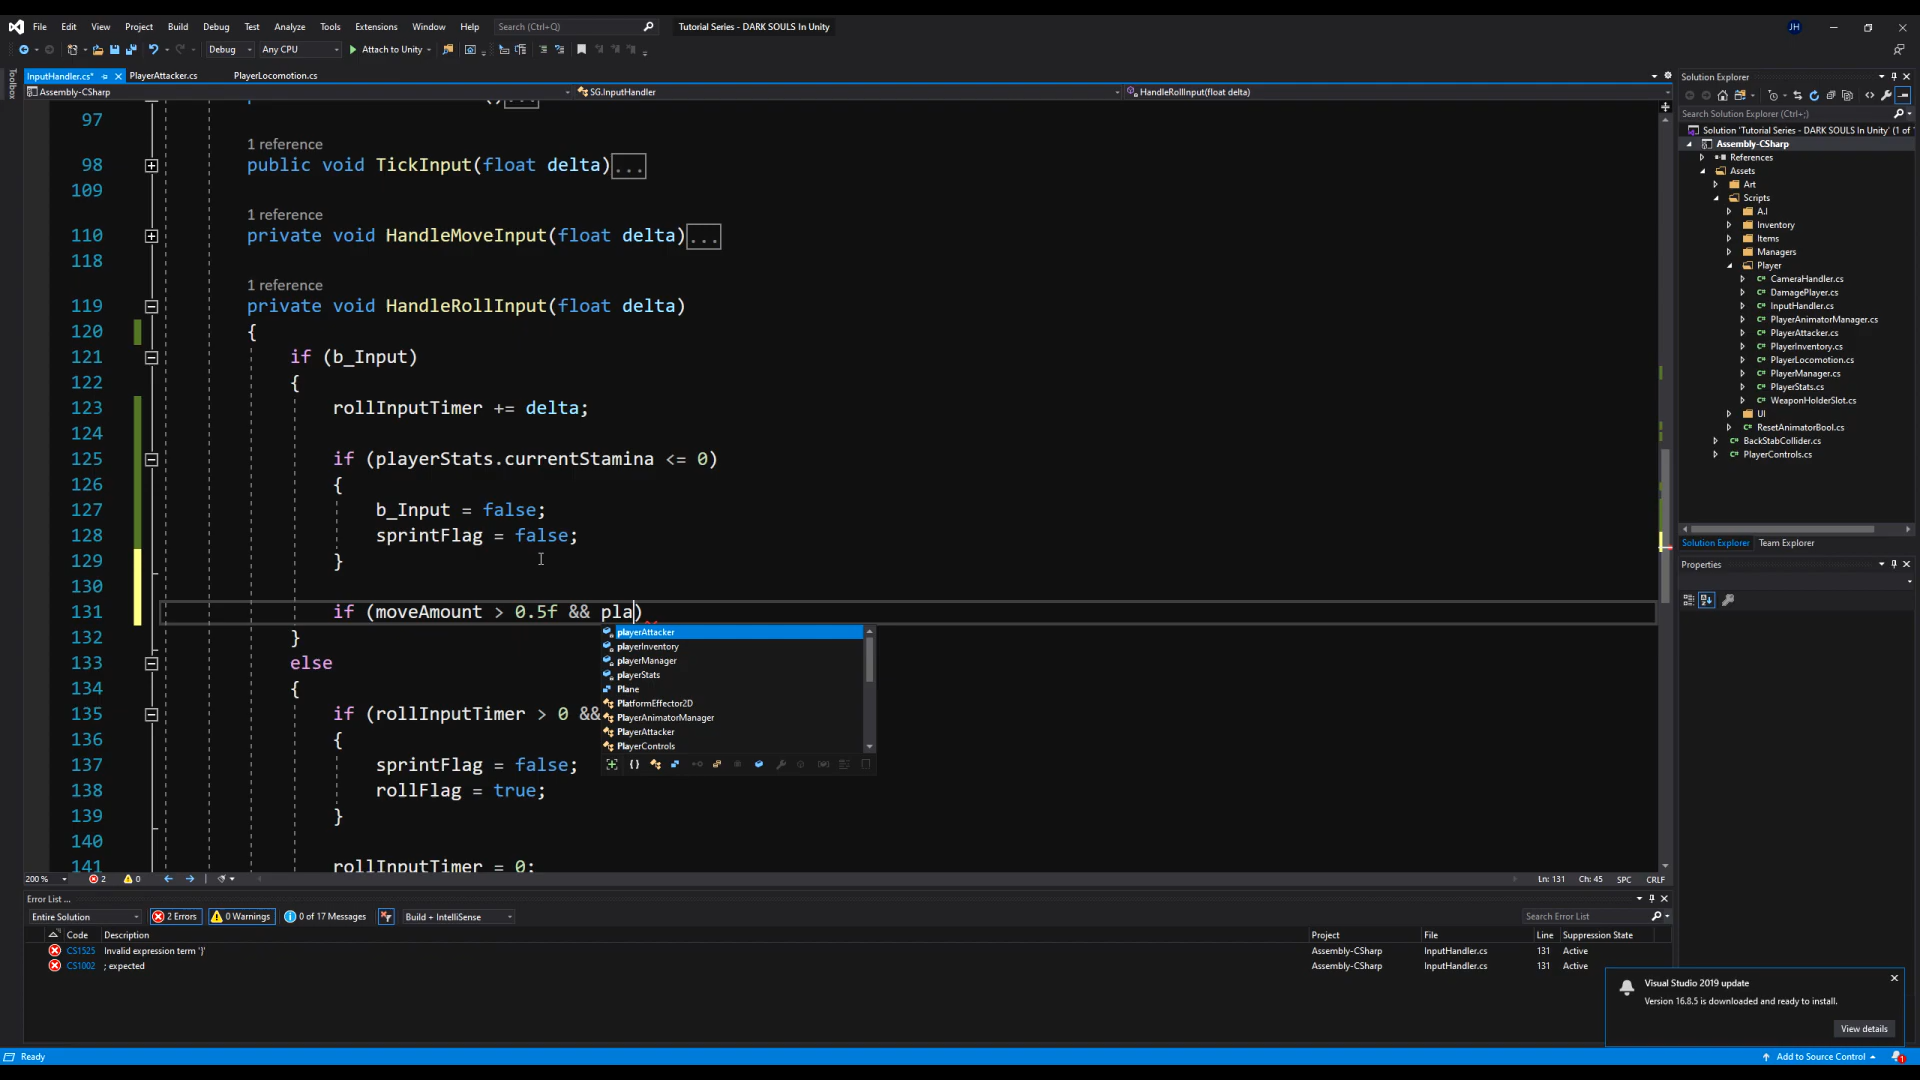 File Edit View Project Build Debug Test Analyze Tools Extensions Window Help Search (Ctrl+Q) Tutorial Series - DARK SOULS In Unity JH
Debug Any CPU Attach to Unity
InputHandler.cs* PlayerAttacker.cs PlayerLocomotion.cs
Assembly-CSharp SG.InputHandler HandleRollInput(float delta)
Toolbox
97
1 reference
98 public void TickInput(float delta)...
109
1 reference
110 private void HandleMoveInput(float delta)...
118
1 reference
119 private void HandleRollInput(float delta)
120 {
121 if (b_Input)
122 {
123 rollInputTimer += delta;
124
125 if (playerStats.currentStamina <= 0)
126 {
127 b_Input = false;
128 sprintFlag = false;
129 }
130
131 if (moveAmount > 0.5f && pla)
132 }
133 else
134 {
135 if (rollInputTimer > 0 &&
136 {
137 sprintFlag = false;
138 rollFlag = true;
139 }
140
141 rollInputTimer = 0;
playerAttacker
playerInventory
playerManager
playerStats
Plane
PlatformEffector2D
PlayerAnimatorManager
PlayerAttacker
PlayerControls
200 % 2 0 Ln: 131 Ch: 45 SPC CRLF
Error List ...
Entire Solution 2 Errors 0 Warnings 0 of 17 Messages Build + IntelliSense Search Error List
Code Description Project File Line Suppression State
CS1525 Invalid expression term '}' Assembly-CSharp InputHandler.cs 131 Active
CS1002 ; expected Assembly-CSharp InputHandler.cs 131 Active
Ready Add to Source Control 1
Solution Explorer
Search Solution Explorer (Ctrl+;)
Solution 'Tutorial Series - DARK SOULS In Unity' (1 of 1
Assembly-CSharp
References
Assets
Art
Scripts
A.I
Inventory
Items
Managers
Player
CameraHandler.cs
DamagePlayer.cs
InputHandler.cs
PlayerAnimatorManager.cs
PlayerAttacker.cs
PlayerInventory.cs
PlayerLocomotion.cs
PlayerManager.cs
PlayerStats.cs
WeaponHolderSlot.cs
UI
ResetAnimatorBool.cs
BackStabCollider.cs
PlayerControls.cs
Solution Explorer Team Explorer
Properties
Visual Studio 2019 update
Version 16.8.5 is downloaded and ready to install.
View details